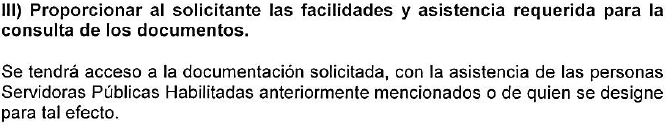 III) Proporcionar al solicitante las facilidades y asistencia requerida para la
consulta de los documentos.
Se tendrá acceso a la documentación solicitada, con la asistencia de las personas
Servidoras Públicas Habilitadas anteriormente mencionados o de quien se designe
para tal efecto.